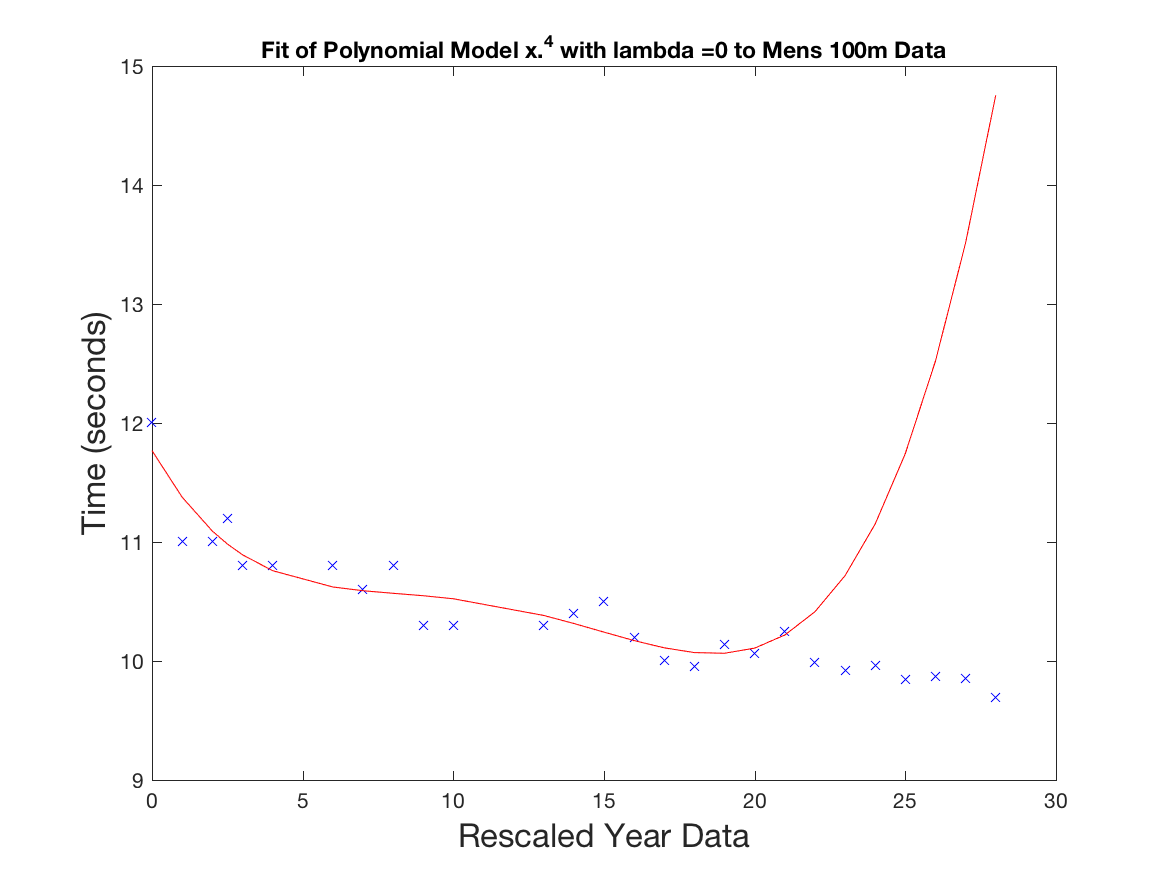 Fit of Polynomial Model x.^4 with lambda =0 to Mens 100m Data
15
14
13
12
11
10
9
Time (seconds)
0 5 10 15 20 25 30
Rescaled Year Data